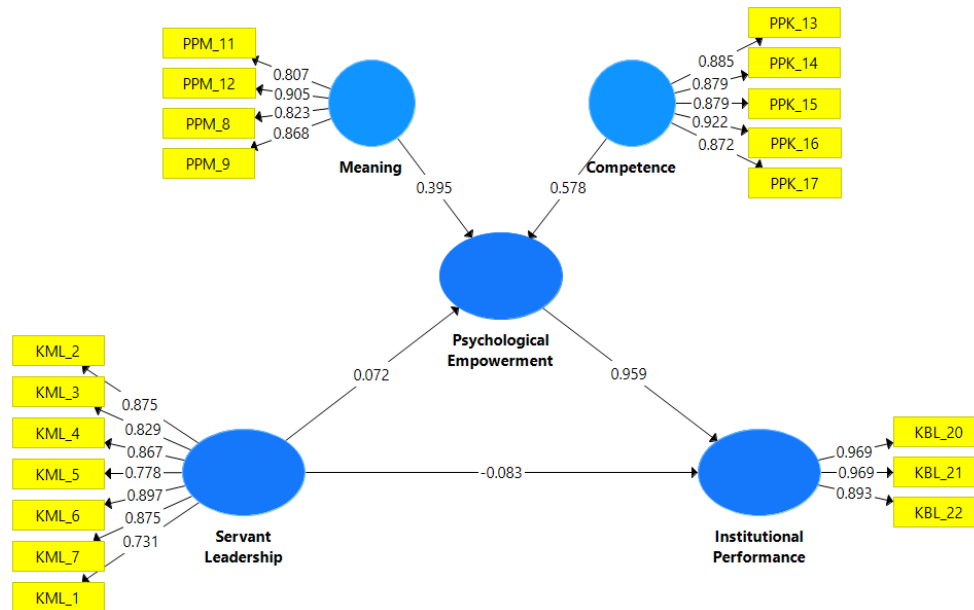 PPM_11
PPM_12
PPM_8
PPM_9
0.807
0.905
0.823
0.868
Meaning
PPK_13
PPK_14
PPK_15
PPK_16
PPK_17
0.885
0.879
0.879
0.922
0.872
Competence
0.395
0.578
Psychological
Empowerment
0.072
0.959
KML_2
KML_3
KML_4
KML_5
KML_6
KML_7
KML_1
0.875
0.829
0.867
0.778
0.897
0.875
0.731
Servant
Leadership
-0.083
Institutional
Performance
0.969
0.969
0.893
KBL_20
KBL_21
KBL_22